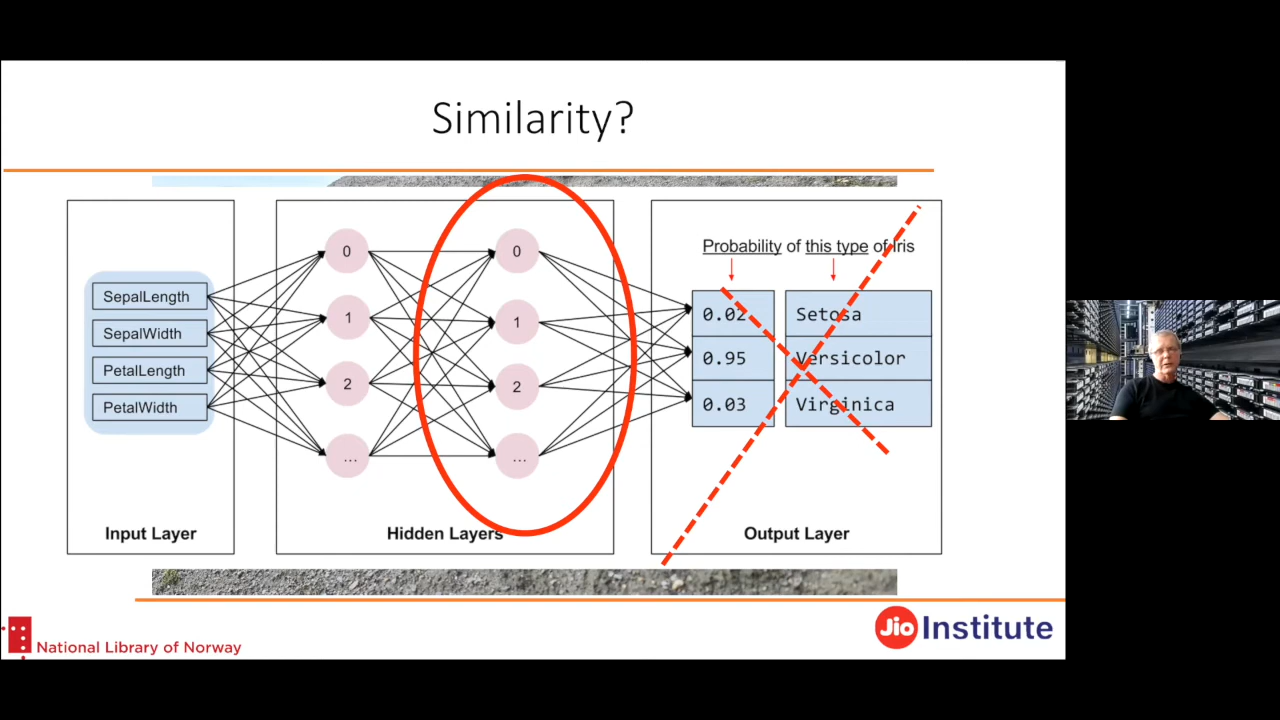 Similarity?
SepalLength
SepalWidth
PetalLength
PetalWidth
Input Layer
0
1
2
...
0
1
2
...
Hidden Layers
Probability of this type of Iris
0.02 Setosa
0.95 Versicolor
0.03 Virginica
Output Layer
National Library of Norway
Jio Institute